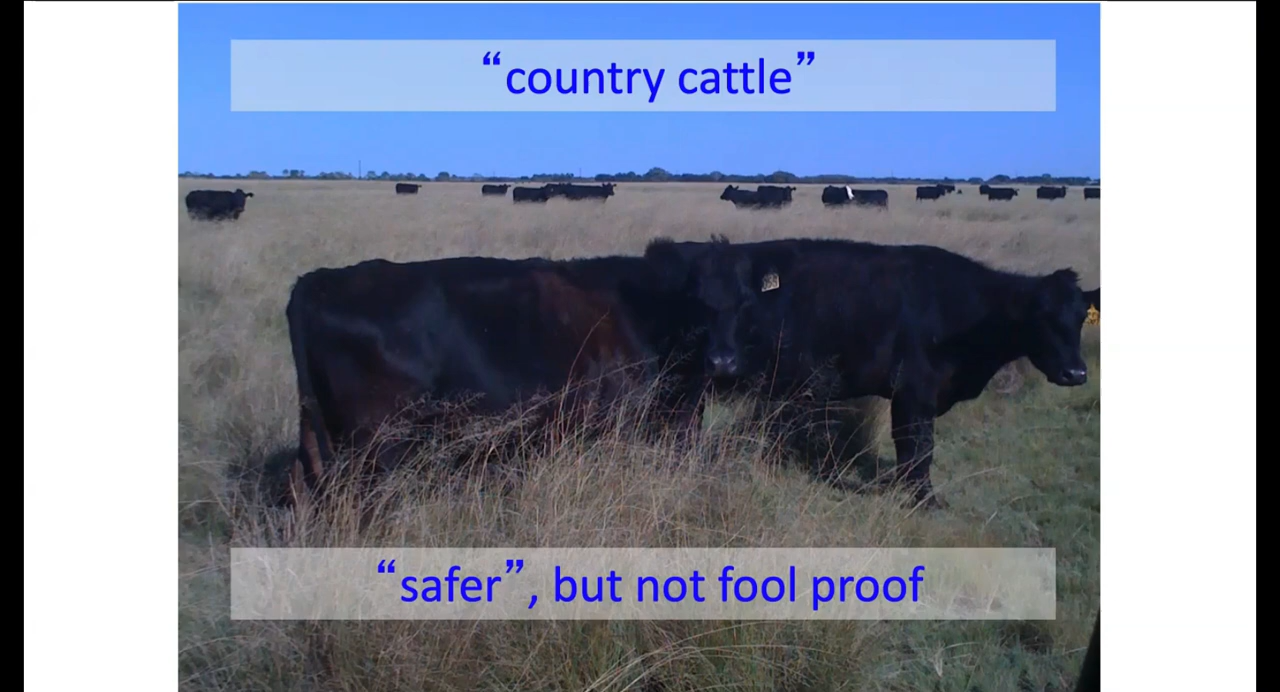 “country cattle”
“safer”, but not fool proof